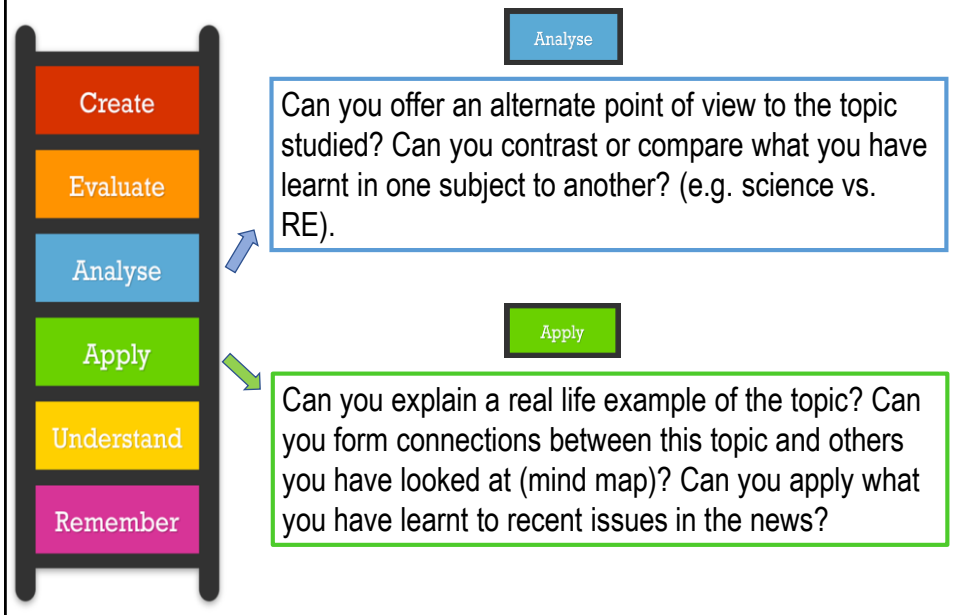 Create
Evaluate
Analyse
Apply
Understand
Remember
Analyse
Can you offer an alternate point of view to the topic
studied? Can you contrast or compare what you have
learnt in one subject to another? (e.g. science vs.
RE).
Apply
Can you explain a real life example of the topic? Can
you form connections between this topic and others
you have looked at (mind map)? Can you apply what
you have learnt to recent issues in the news?